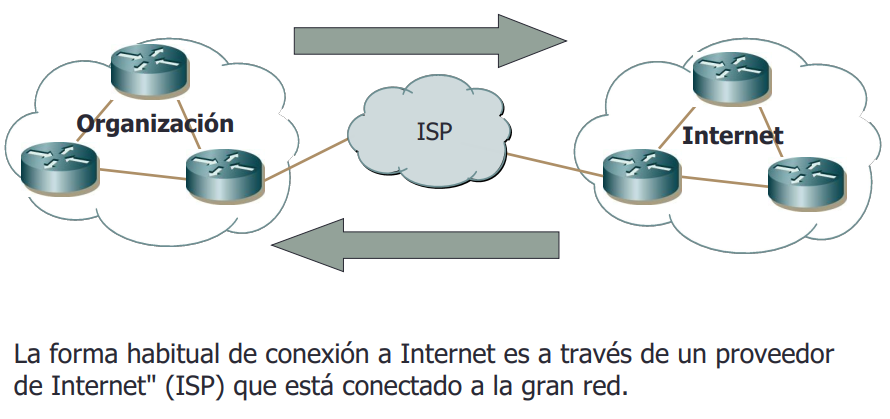 Organización
ISP
Internet
La forma habitual de conexión a Internet es a través de un proveedor
de Internet" (ISP) que está conectado a la gran red.